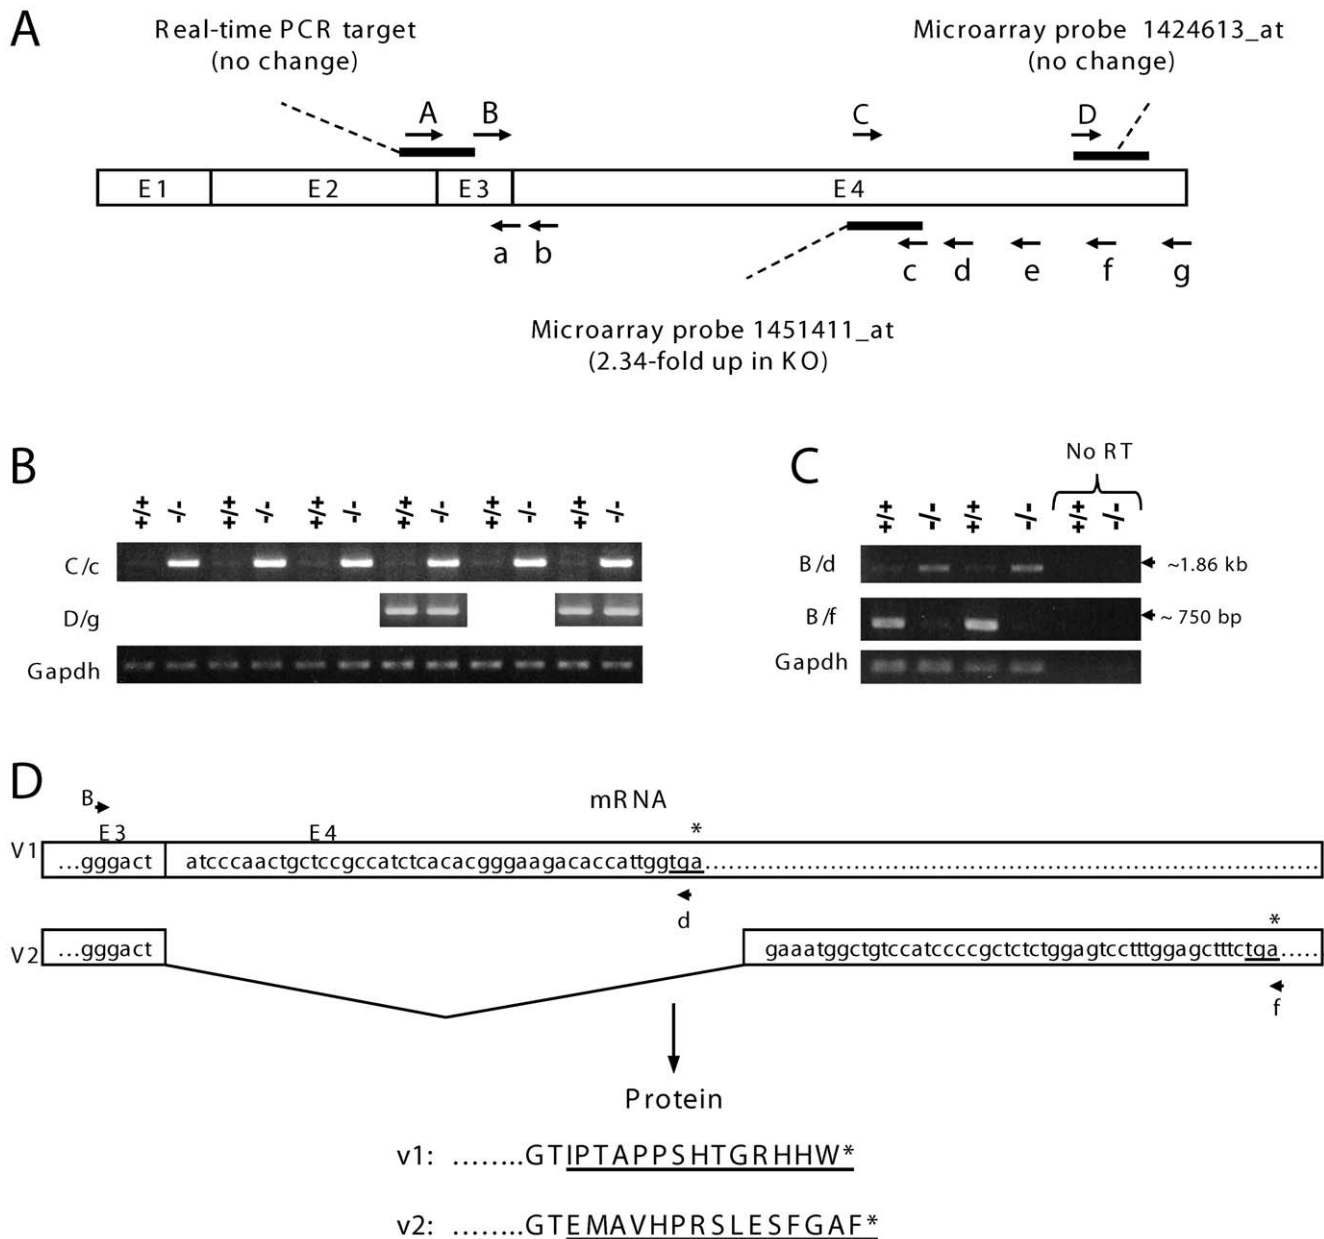 A
Real-time PCR target
(no change)
Microarray probe 1424613_at
(no change)
A B C D
E1 E2 E3 E4
a b c d e f g
Microarray probe 1451411_at
(2.34-fold up in KO)
B
+/+ -/- +/+ -/- +/+ -/- +/+ -/- +/+ -/- +/+ -/-
C/c
D/g
Gapdh
C
No RT
+/+ -/- +/+ -/- +/+ -/-
B/d ~1.86 kb
B/f ~ 750 bp
Gapdh
D
B mRNA
E3 E4 *
V1 ...gggact atcccaactgctccgccatctcacacgggaagacaccattggtga........................................
d
*
V2 ...gggact gaaatggctgtccatccccgctctctggagtcctttggagctttctga......
f
Protein
v1: ........GTIPTAPPSHTGRHHW*
v2: ........GTEMAVHPRSLESFGAF*